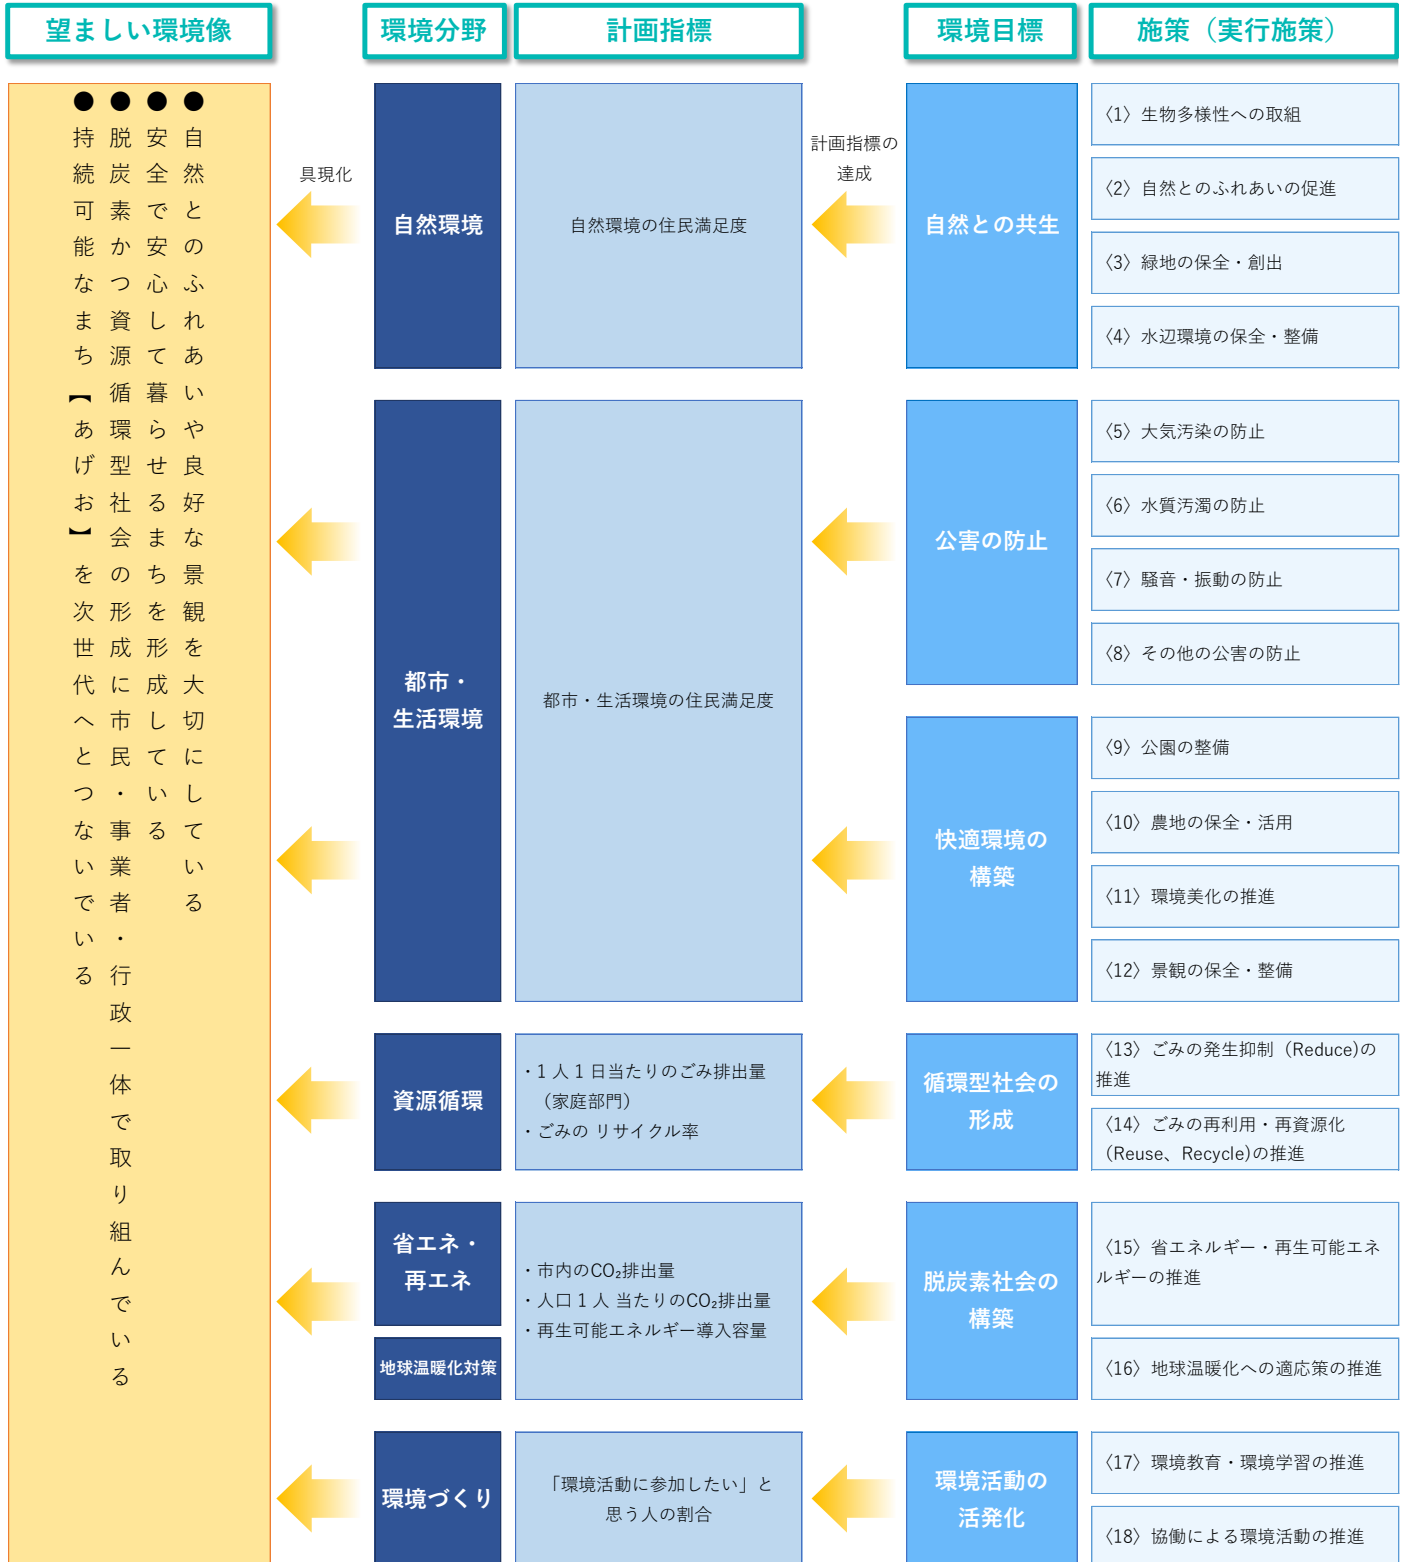 望ましい環境像
環境分野
計画指標
環境目標
施策（実行施策）
●自然とのふれあいや良好な景観を大切にしている
●安全で安心して暮らせるまちを形成している
●脱炭素かつ資源循環型社会の形成に市民・事業者・行政一体で取り組んでいる
●持続可能なまち【あげお】を次世代へとつないでいる
具現化
計画指標の
達成
自然環境
自然環境の住民満足度
自然との共生
〈1〉生物多様性への取組
〈2〉自然とのふれあいの促進
〈3〉緑地の保全・創出
〈4〉水辺環境の保全・整備
都市・
生活環境
都市・生活環境の住民満足度
公害の防止
〈5〉大気汚染の防止
〈6〉水質汚濁の防止
〈7〉騒音・振動の防止
〈8〉その他の公害の防止
快適環境の
構築
〈9〉公園の整備
〈10〉農地の保全・活用
〈11〉環境美化の推進
〈12〉景観の保全・整備
資源循環
・1人1日当たりのごみ排出量
（家庭部門）
・ごみの リサイクル率
循環型社会の
形成
〈13〉ごみの発生抑制（Reduce)の
推進
〈14〉ごみの再利用・再資源化
(Reuse、Recycle)の推進
省エネ・
再エネ
地球温暖化対策
・市内のCO₂排出量
・人口1人 当たりのCO₂排出量
・再生可能エネルギー導入容量
脱炭素社会の
構築
〈15〉省エネルギー・再生可能エネ
ルギーの推進
〈16〉地球温暖化への適応策の推進
環境づくり
「環境活動に参加したい」と
思う人の割合
環境活動の
活発化
〈17〉環境教育・環境学習の推進
〈18〉協働による環境活動の推進